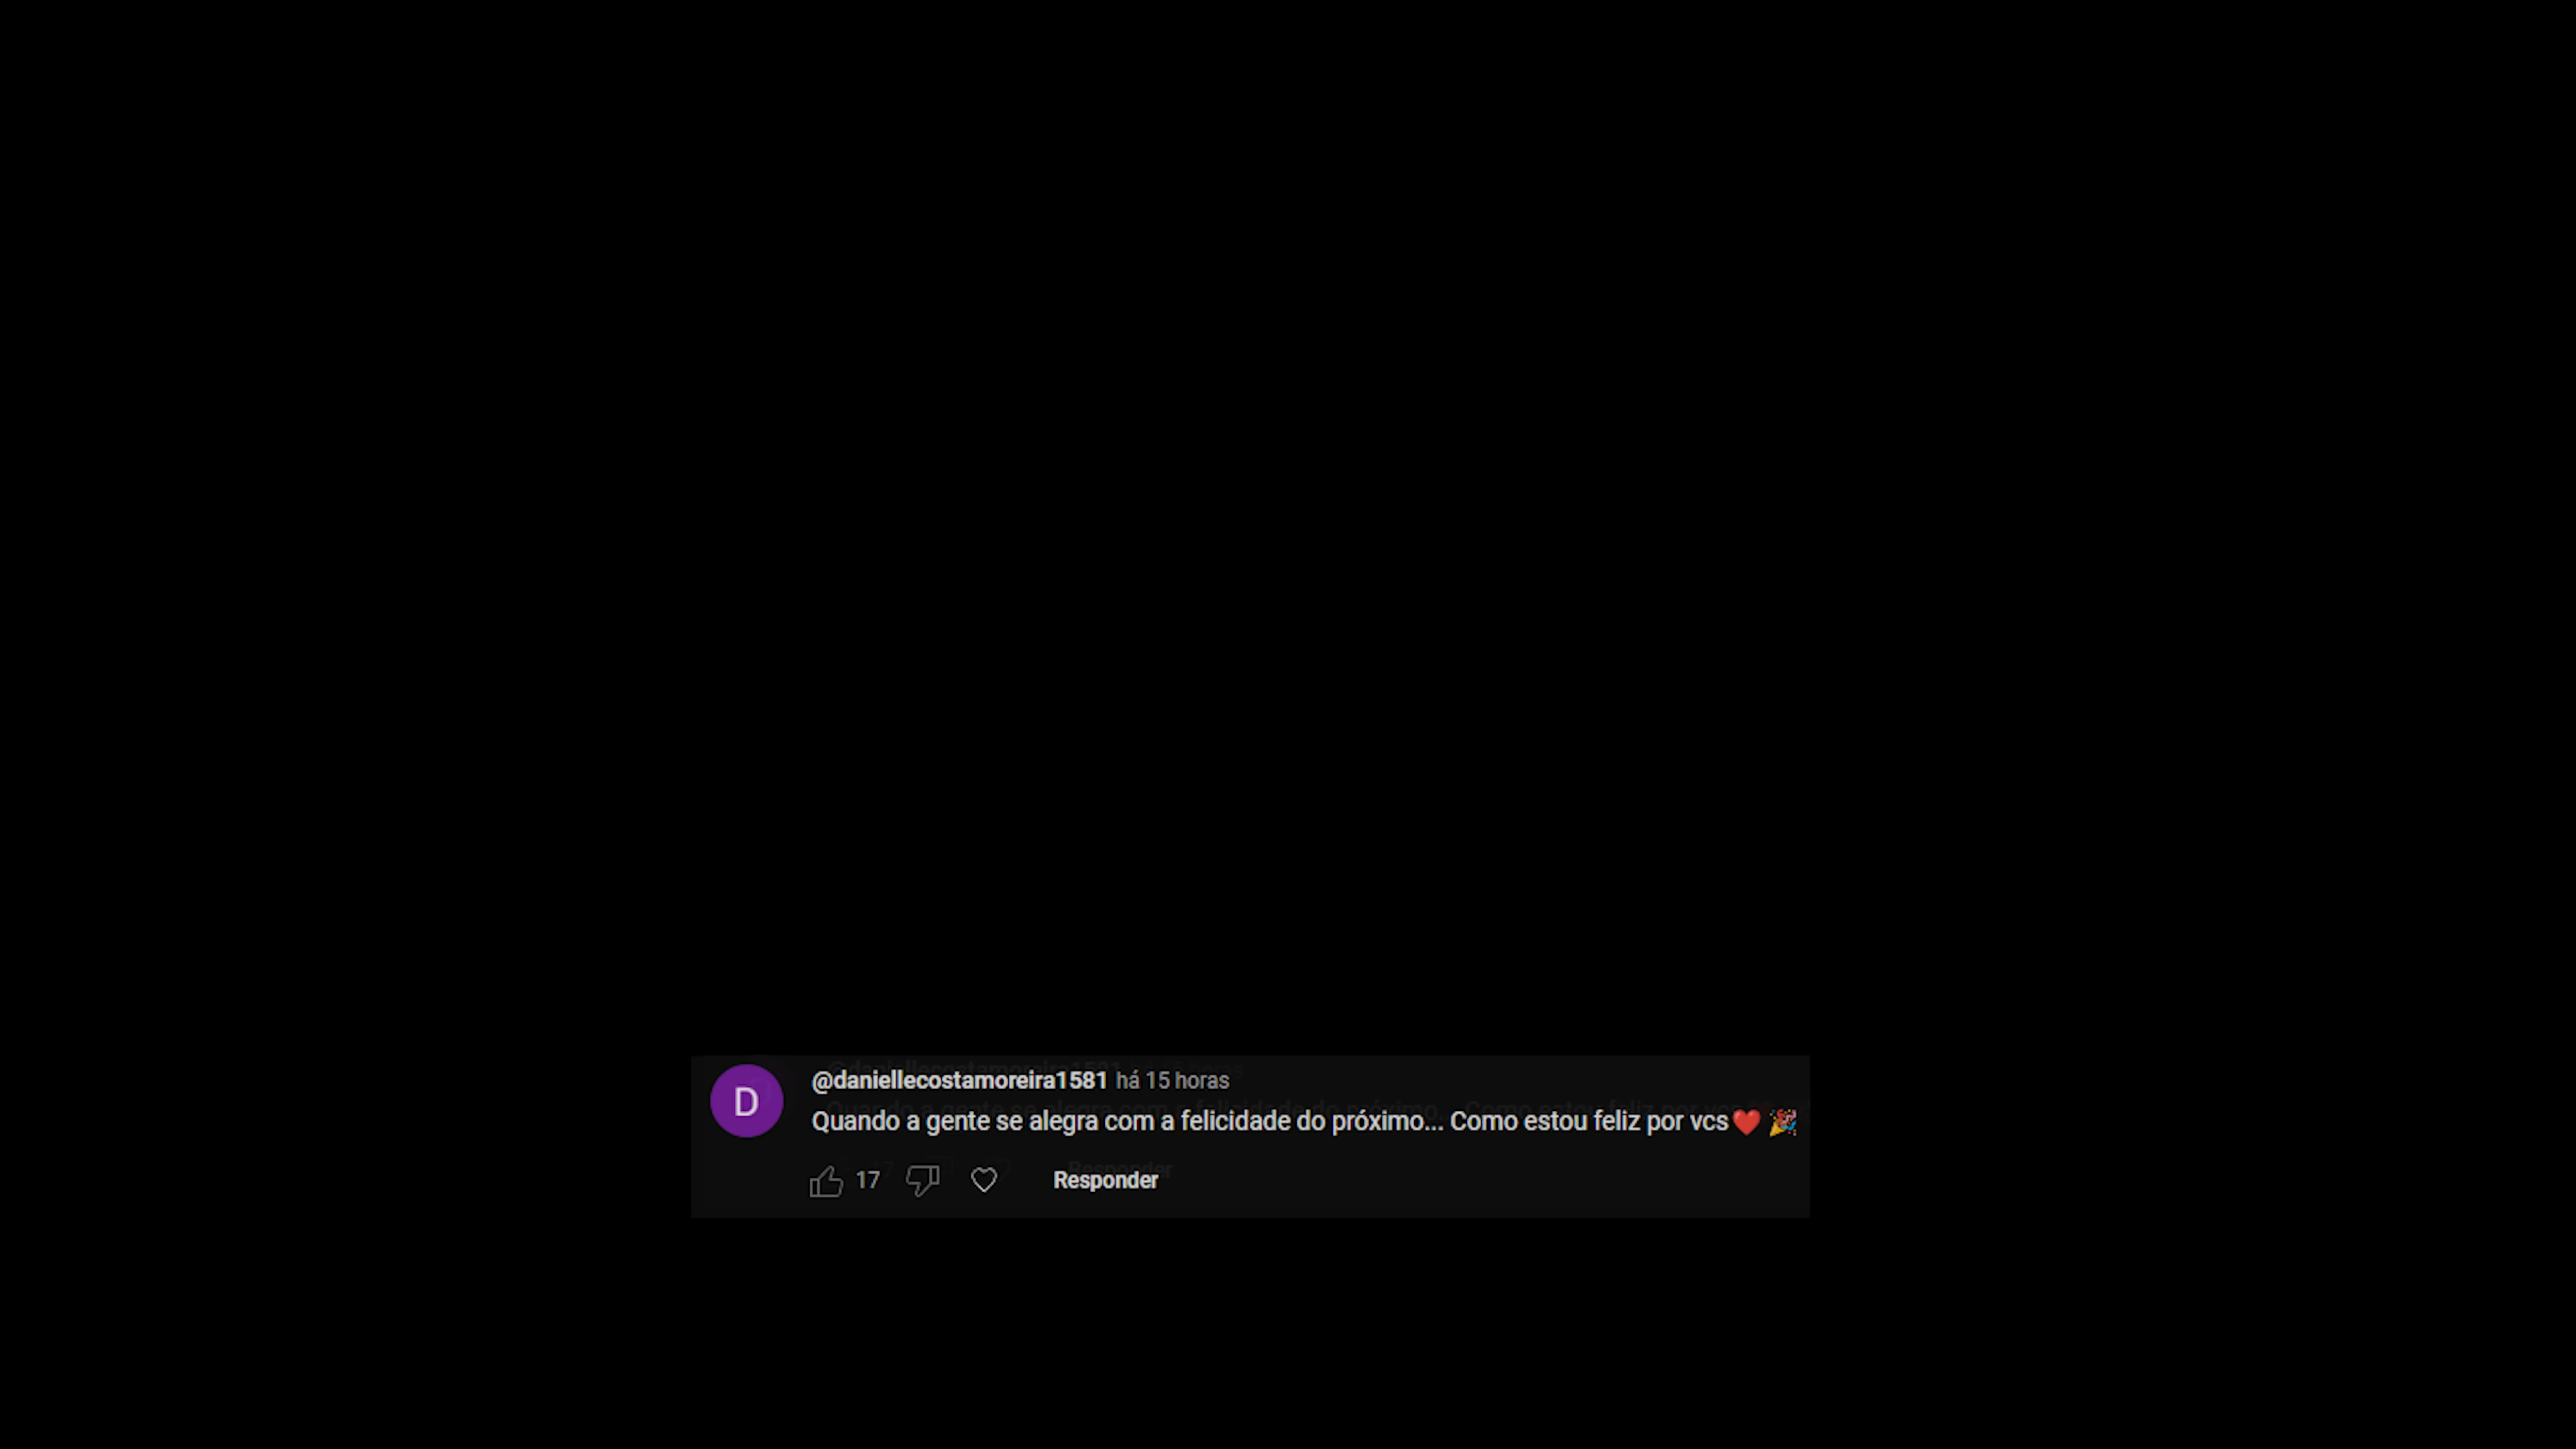 D
@daniellecostamoreira1581 há 15 horas
Quando a gente se alegra com a felicidade do próximo... Como estou feliz por vcs❤️ 🎉
17 Responder